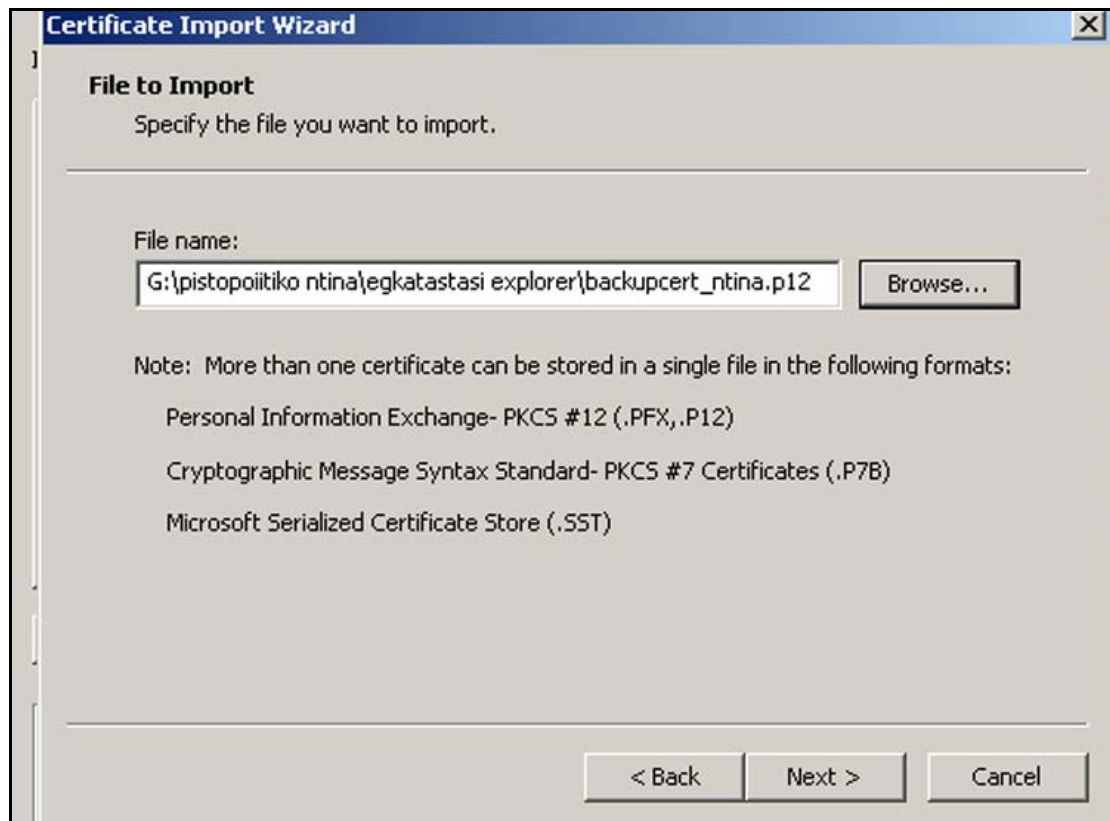 Certificate Import Wizard
File to Import
Specify the file you want to import.
File name:
G:\pistopoiitiko ntina\egkatastasi explorer\backupcert_ntina.p12
Browse...
Note: More than one certificate can be stored in a single file in the following formats:
Personal Information Exchange- PKCS #12 (.PFX,.P12)
Cryptographic Message Syntax Standard- PKCS #7 Certificates (.P7B)
Microsoft Serialized Certificate Store (.SST)
< Back Next > Cancel